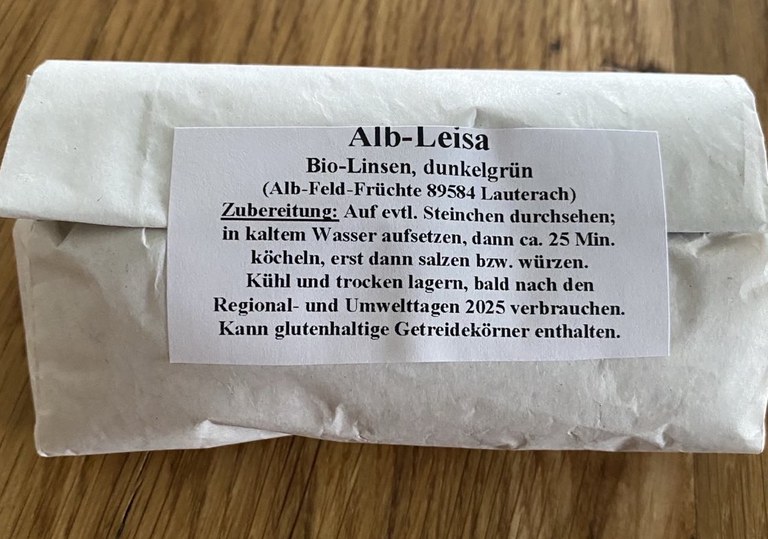 Alb-Leisa
Bio-Linsen, dunkelgrün
(Alb-Feld-Früchte 89584 Lauterach)
Zubereitung: Auf evtl. Steinchen durchsehen;
in kaltem Wasser aufsetzen, dann ca. 25 Min.
köcheln, erst dann salzen bzw. würzen.
Kühl und trocken lagern, bald nach den
Regional- und Umwelttagen 2025 verbrauchen.
Kann glutenhaltige Getreidekörner enthalten.